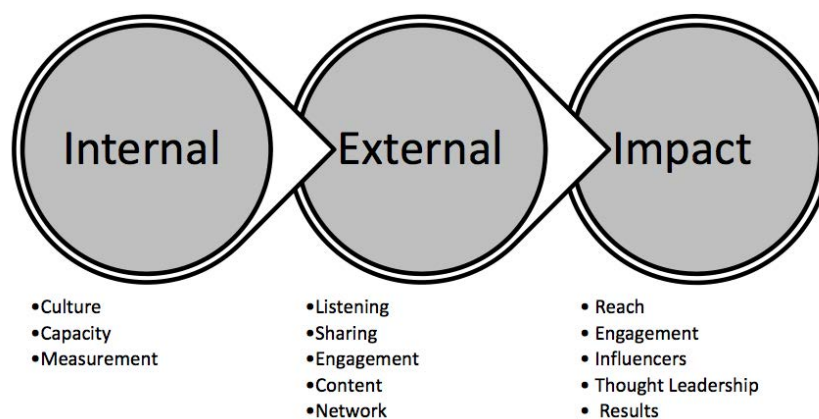 Internal
External
Impact
•Culture
•Capacity
•Measurement
•Listening
•Sharing
•Engagement
•Content
•Network
• Reach
• Engagement
• Influencers
• Thought Leadership
• Results